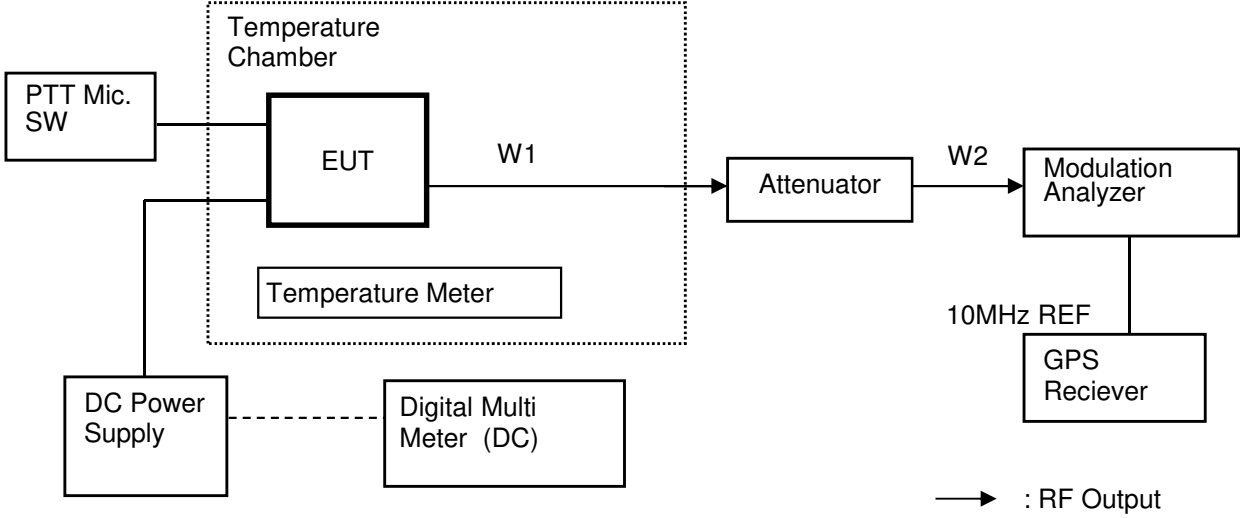 Temperature
Chamber
PTT Mic.
SW
EUT
W1
Attenuator
W2
Modulation
Analyzer
Temperature Meter
10MHz REF
GPS
Reciever
DC Power
Supply
Digital Multi
Meter (DC)
: RF Output